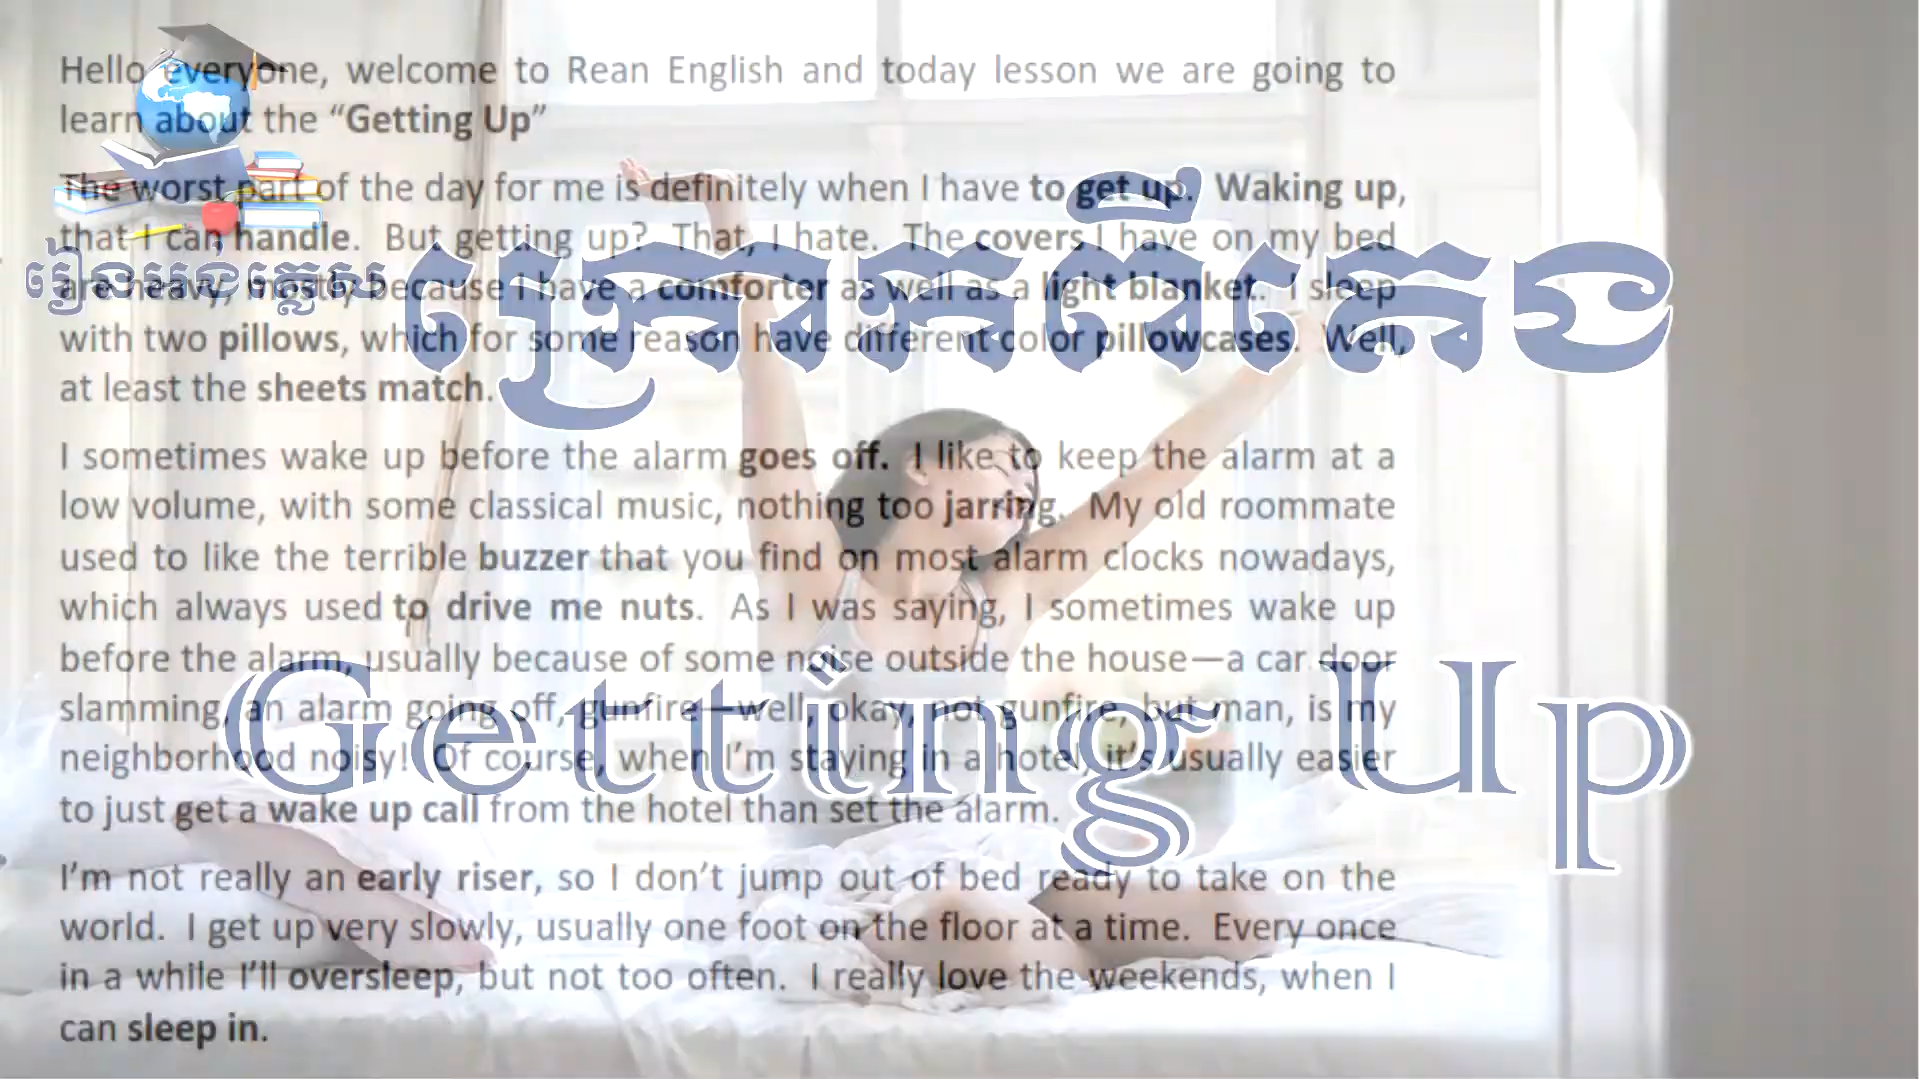 Hello everyone, welcome to Rean English and today lesson we are going to
learn about the “Getting Up”
The worst part of the day for me is definitely when I have to get up. Waking up,
that I can handle. But getting up? That, I hate. The covers I have on my bed
are heavy, mostly because I have a comforter as well as a light blanket. I sleep
with two pillows, which for some reason have different color pillowcases. Well,
at least the sheets match.
រៀនអង់គ្លេស
ក្រោកពីគេង
I sometimes wake up before the alarm goes off. I like to keep the alarm at a
low volume, with some classical music, nothing too jarring. My old roommate
used to like the terrible buzzer that you find on most alarm clocks nowadays,
which always used to drive me nuts. As I was saying, I sometimes wake up
before the alarm, usually because of some noise outside the house—a car door
slamming, an alarm going off, gunfire—well, okay, not gunfire, but man, is my
neighborhood noisy! Of course, when I’m staying in a hotel, it’s usually easier
to just get a wake up call from the hotel than set the alarm.
Getting Up
I’m not really an early riser, so I don’t jump out of bed ready to take on the
world. I get up very slowly, usually one foot on the floor at a time. Every once
in a while I’ll oversleep, but not too often. I really love the weekends, when I
can sleep in.